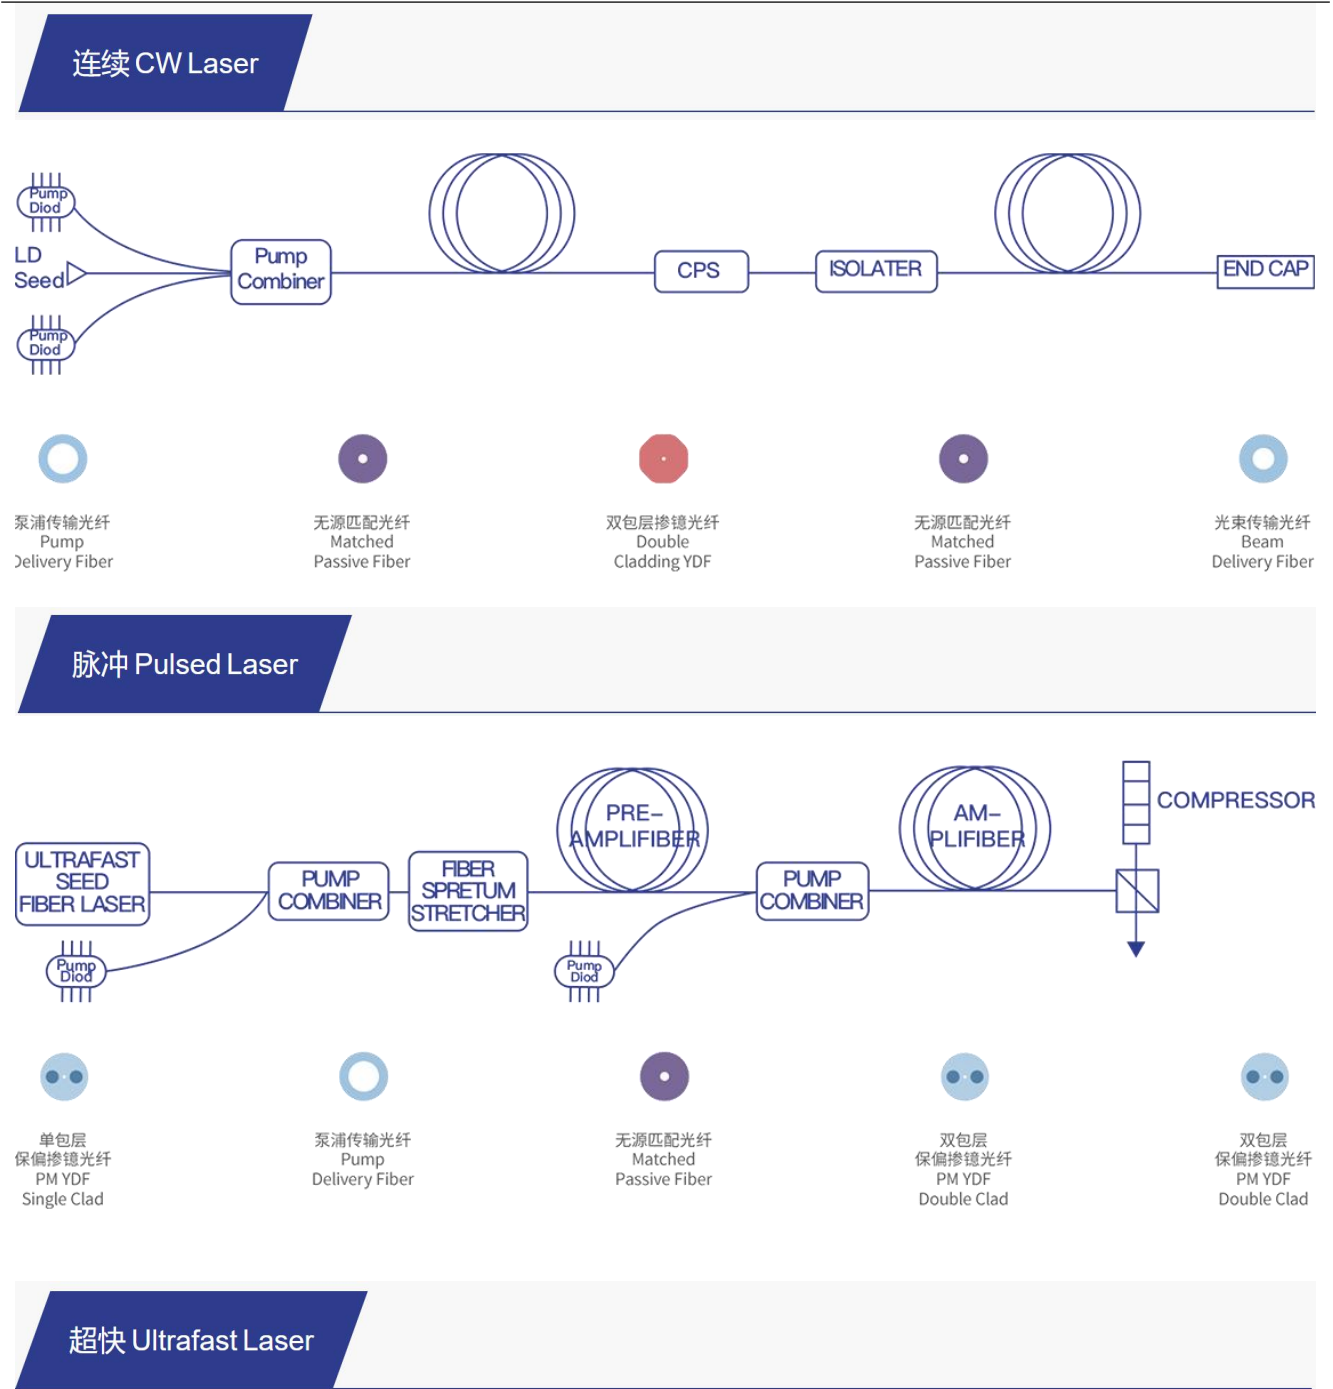 连续 CW Laser
Pump
Diod
LD
Seed
Pump
Diod
Pump
Combiner
CPS
ISOLATER
END CAP
泵浦传输光纤
Pump
Delivery Fiber
无源匹配光纤
Matched
Passive Fiber
双包层掺镱光纤
Double
Cladding YDF
无源匹配光纤
Matched
Passive Fiber
光束传输光纤
Beam
Delivery Fiber
脉冲 Pulsed Laser
ULTRAFAST
SEED
FIBER LASER
Pump
Diod
PUMP
COMBINER
FIBER
SPRETUM
STRETCHER
PRE-
AMPLIFIBER
Pump
Diod
PUMP
COMBINER
AM-
PLIFIBER
COMPRESSOR
单包层
保偏掺镱光纤
PM YDF
Single Clad
泵浦传输光纤
Pump
Delivery Fiber
无源匹配光纤
Matched
Passive Fiber
双包层
保偏掺镱光纤
PM YDF
Double Clad
双包层
保偏掺镱光纤
PM YDF
Double Clad
超快 Ultrafast Laser